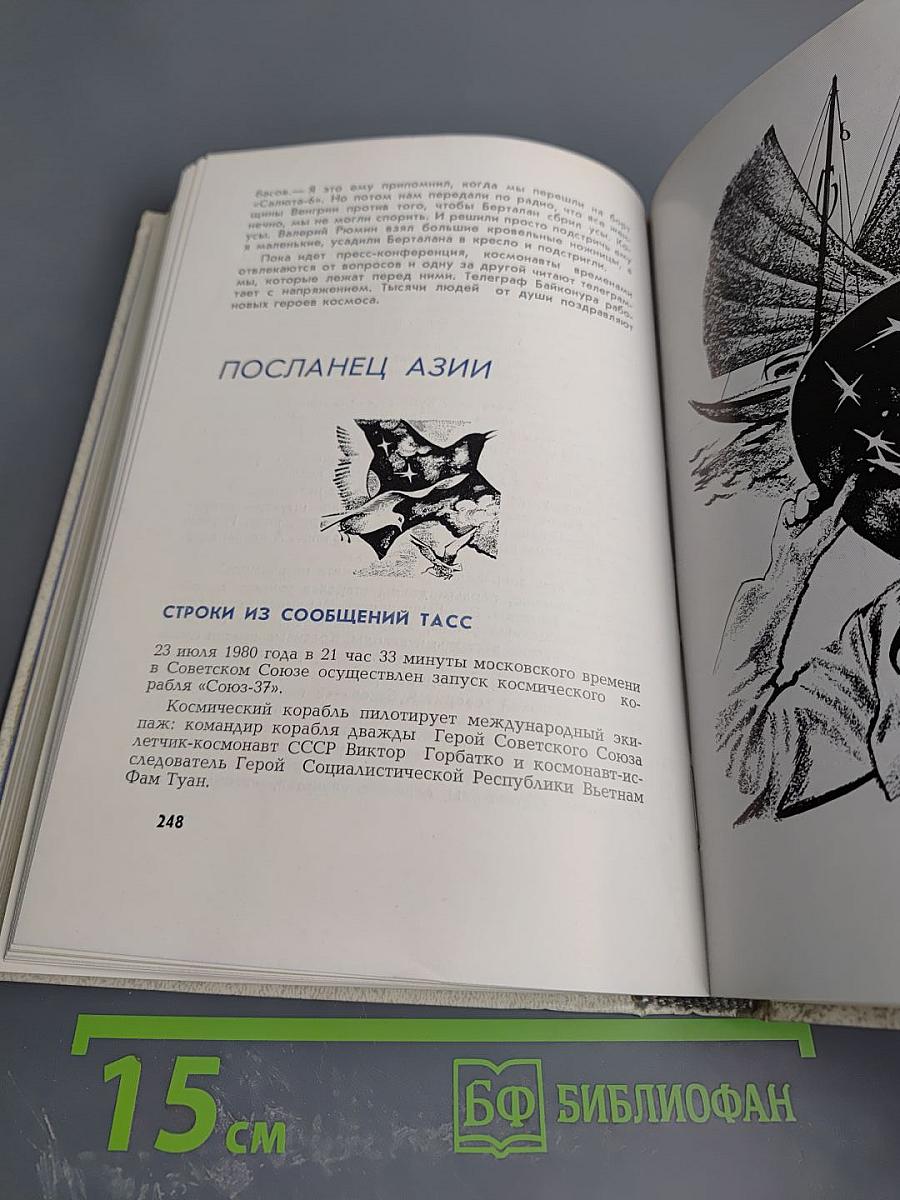 басов.— Я это ему припомнил, когда мы перешли на борт
«Салюта-6». Но потом нам передали по радио, что все жен-
щины Венгрии против того, чтобы Берталан сбрил усы. Ко-
нечно, мы не могли спорить. И решили просто подстричь ему
усы. Валерий Рюмин взял большие кровельные ножницы, а
я маленькие, усадили Берталана в кресло и подстригли.
Пока идет пресс-конференция, космонавты временами
отвлекаются от вопросов и одну за другой читают телеграм-
мы, которые лежат перед ними. Телеграф Байконура рабо-
тает с напряжением. Тысячи людей от души поздравляют
новых героев космоса.
ПОСЛАНЕЦ АЗИИ
СТРОКИ ИЗ СООБЩЕНИЙ ТАСС
23 июля 1980 года в 21 час 33 минуты московского времени
в Советском Союзе осуществлен запуск космического ко-
рабля «Союз-37».
Космический корабль пилотирует международный эки-
паж: командир корабля дважды Герой Советского Союза
летчик-космонавт СССР Виктор Горбатко и космонавт-ис-
следователь Герой Социалистической Республики Вьетнам
Фам Туан.
248
15 см
БФ БИБЛИОФАН